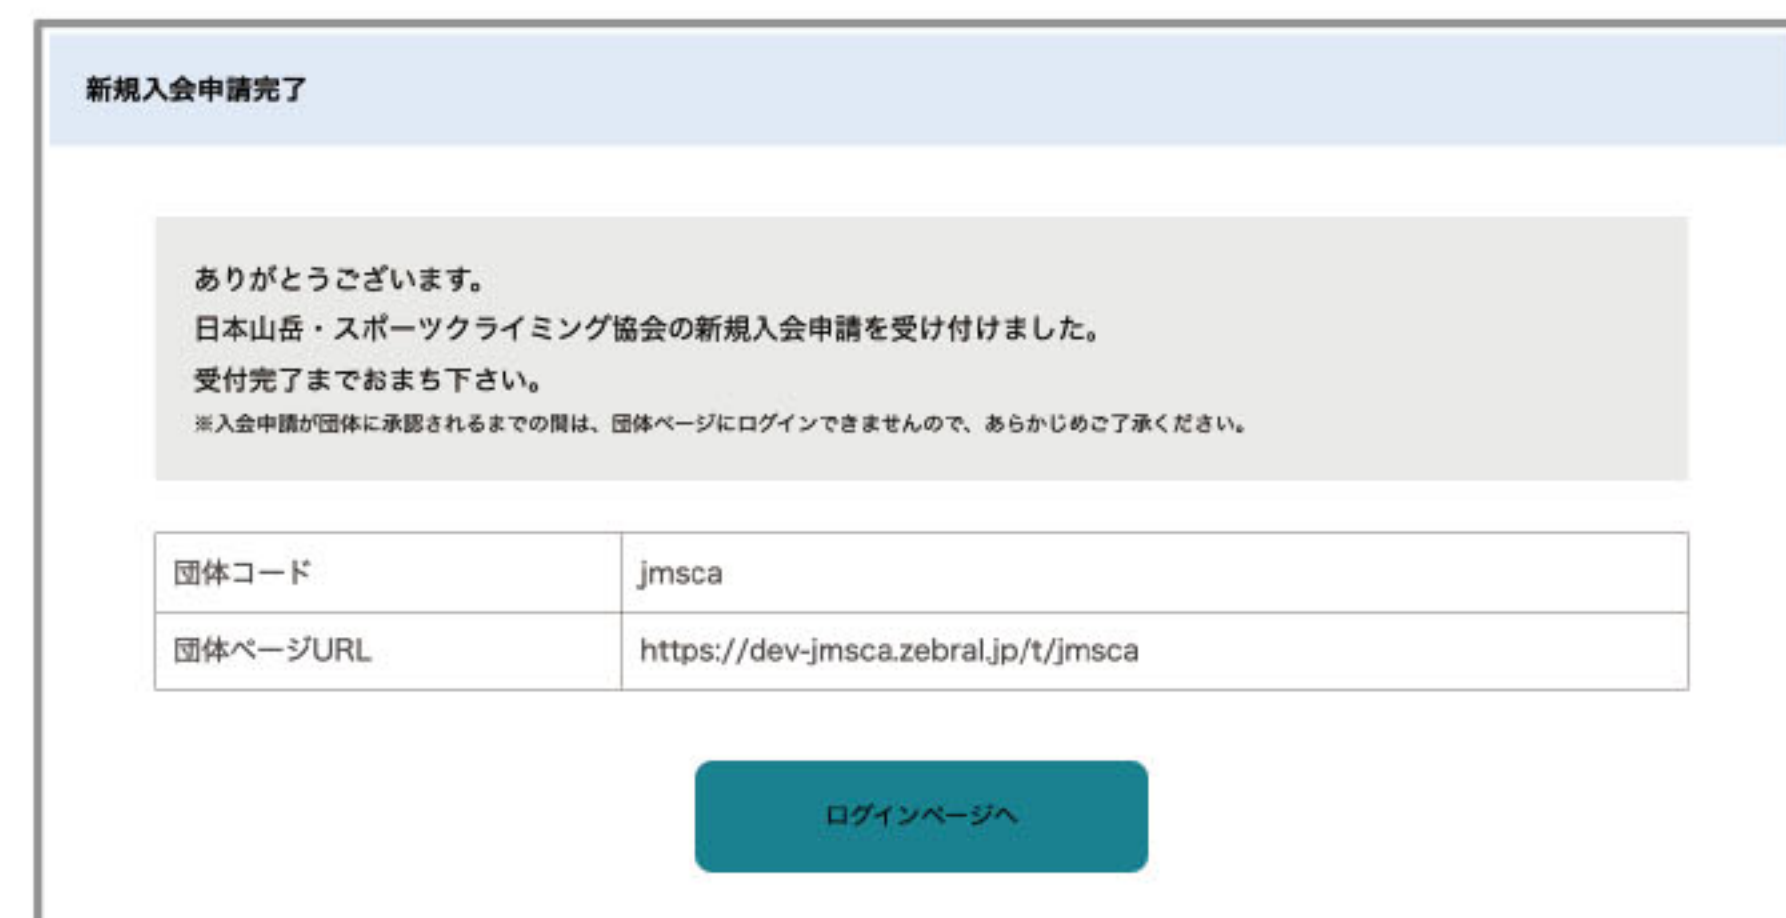 新規入会申請完了
ありがとうございます。
日本山岳・スポーツクライミング協会の新規入会申請を受け付けました。
受付完了までおまち下さい。
※入会申請が団体に承認されるまでの間は、団体ページにログインできませんので、あらかじめご了承ください。
団体コード jmsca
団体ページURL https://dev-jmsca.zebral.jp/t/jmsca
ログインページへ